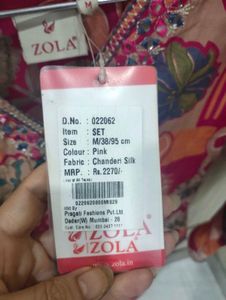 M
ZOLA
D.No. : 022062
Item : SET
Size : M/38/95 cm
Colour : Pink
Fabric : Chanderi Silk
MRP. : Rs.2270/-
Pragati Fashions Pvt.Ltd
Dadar(W) Mumbai - 28
ZOLA
ZOLA
www.zola.in